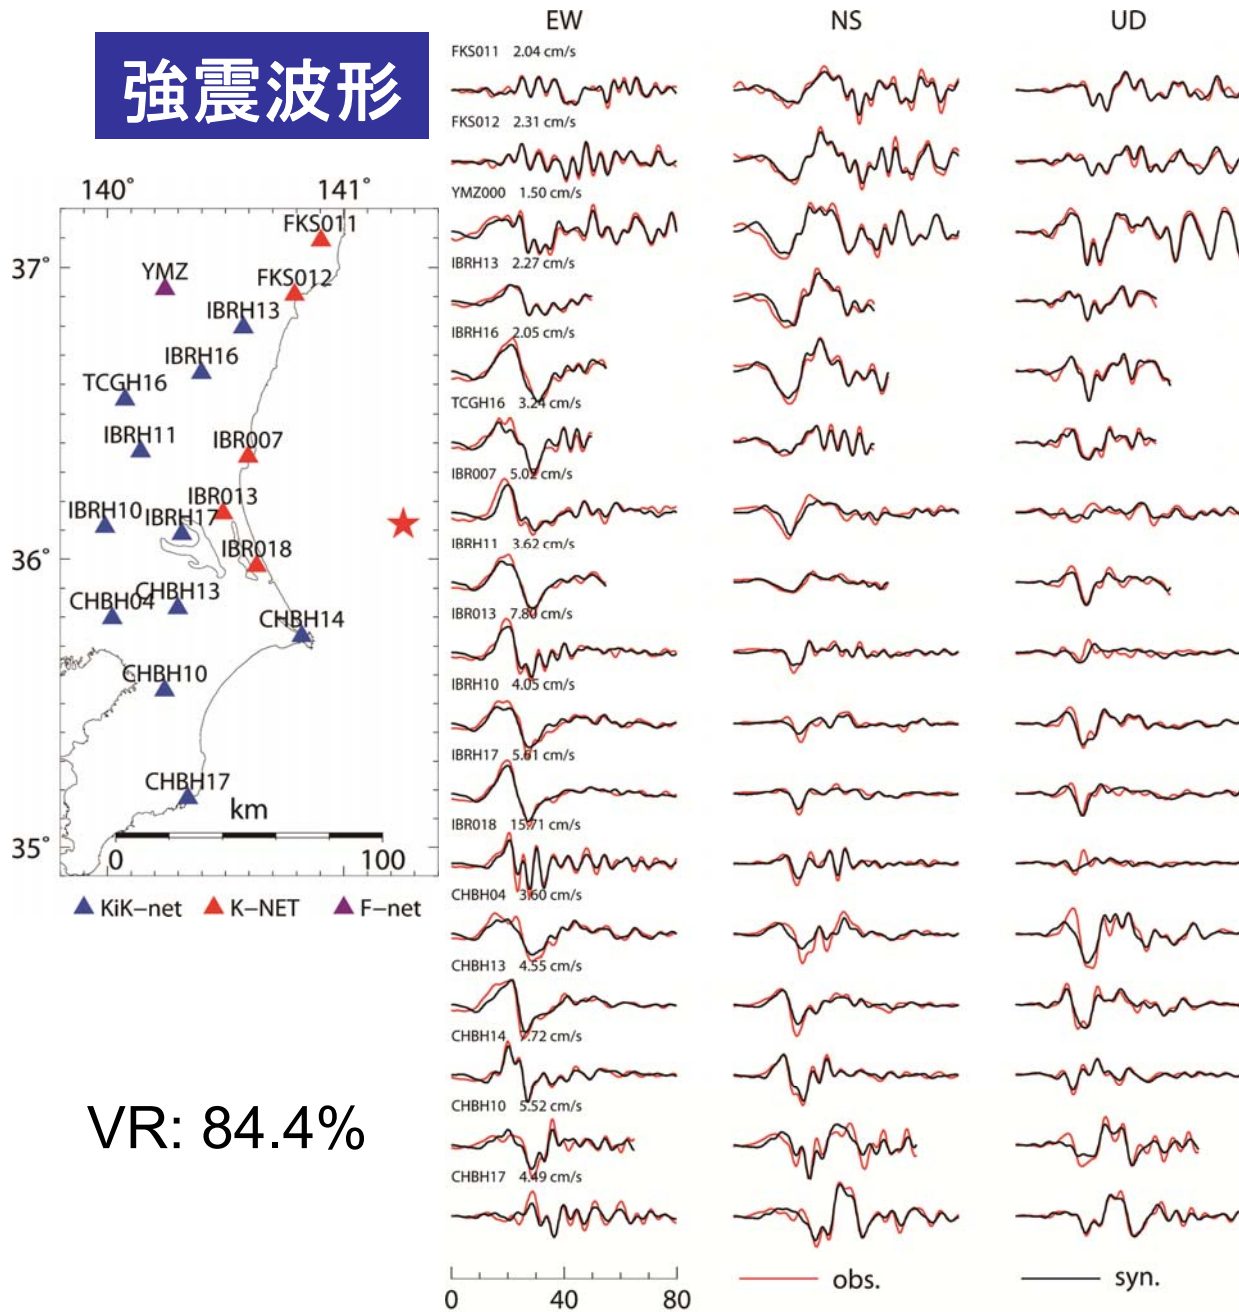 強震波形
140° 141°
37°
36°
35°
FKS011
YMZ
FKS012
IBRH13
IBRH16
TCGH16
IBRH11
IBR007
IBR013
IBRH10
IBRH17
IBR018
CHBH13
CHBH04
CHBH14
CHBH10
CHBH17
km
0 100
KiK-net K-NET F-net
VR: 84.4%
EW NS UD
FKS011 2.04 cm/s
FKS012 2.31 cm/s
YMZ000 1.50 cm/s
IBRH13 2.27 cm/s
IBRH16 2.05 cm/s
TCGH16 3.24 cm/s
IBR007 5.02 cm/s
IBRH11 3.62 cm/s
IBR013 7.80 cm/s
IBRH10 4.05 cm/s
IBRH17 5.61 cm/s
IBR018 15.71 cm/s
CHBH04 3.60 cm/s
CHBH13 4.55 cm/s
CHBH14 7.72 cm/s
CHBH10 5.52 cm/s
CHBH17 4.49 cm/s
0 40 80
obs. syn.